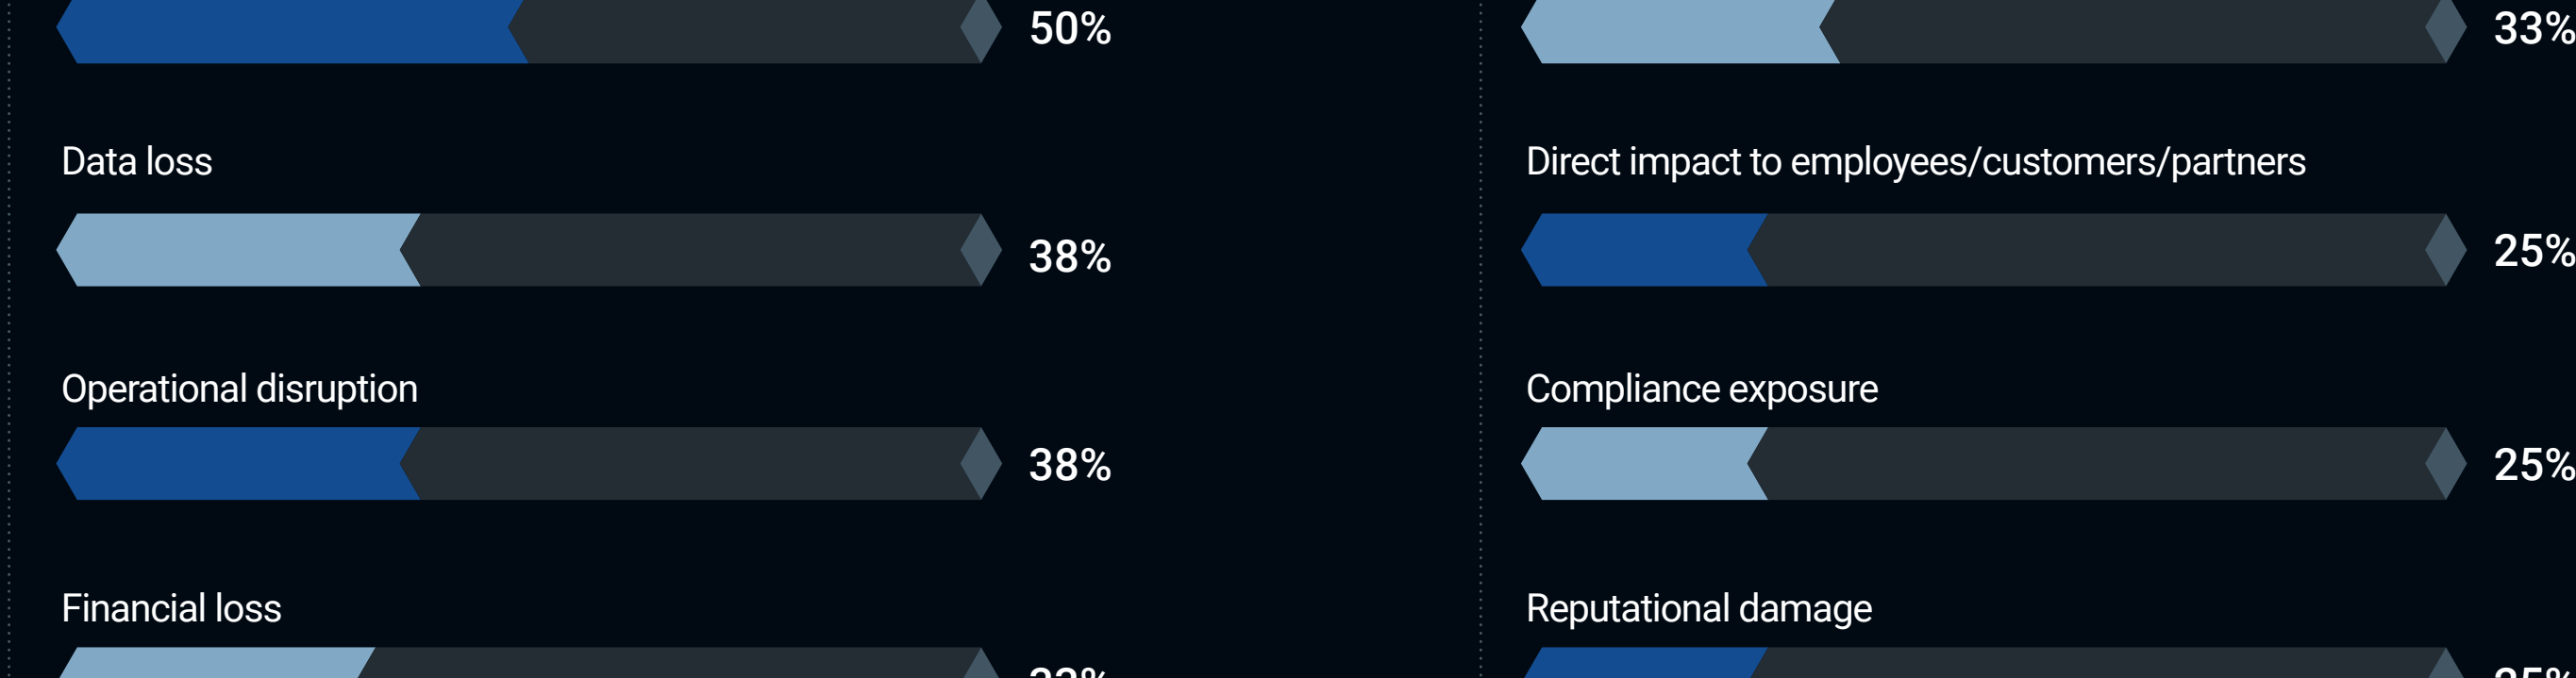 50%
Data loss
38%
Operational disruption
38%
Financial loss
33%
Direct impact to employees/customers/partners
25%
Compliance exposure
25%
Reputational damage